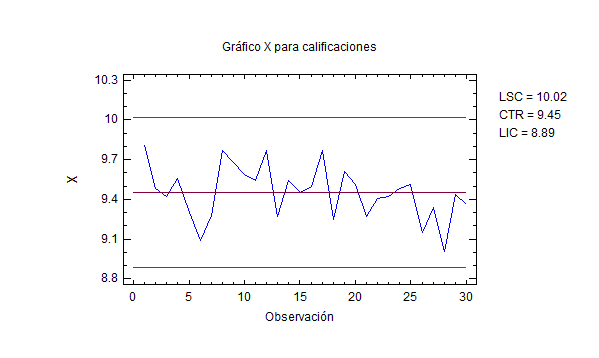 Gráfico X para calificaciones
X
10.3
10
9.7
9.4
9.1
8.8
0 5 10 15 20 25 30
Observación
LSC = 10.02
CTR = 9.45
LIC = 8.89